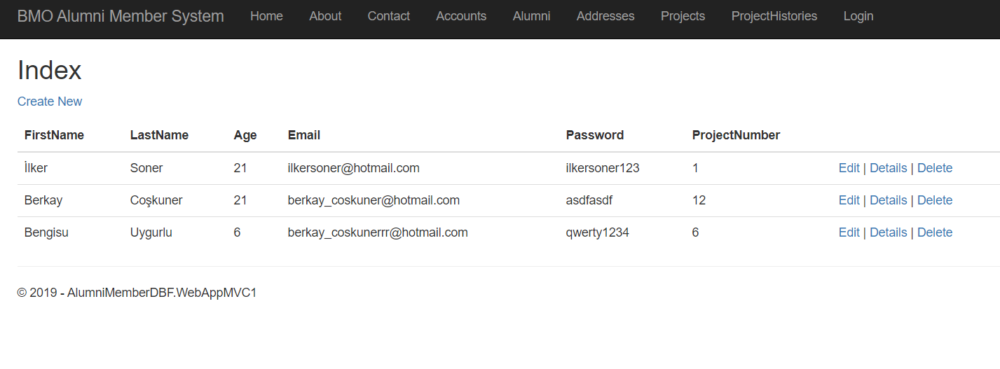 BMO Alumni Member System Home About Contact Accounts Alumni Addresses Projects ProjectHistories Login
Index
Create New
FirstName LastName Age Email Password ProjectNumber
İlker Soner 21 ilkersoner@hotmail.com ilkersoner123 1 Edit | Details | Delete
Berkay Coşkuner 21 berkay_coskuner@hotmail.com asdfasdf 12 Edit | Details | Delete
Bengisu Uygurlu 6 berkay_coskunerrr@hotmail.com qwerty1234 6 Edit | Details | Delete
© 2019 - AlumniMemberDBF.WebAppMVC1